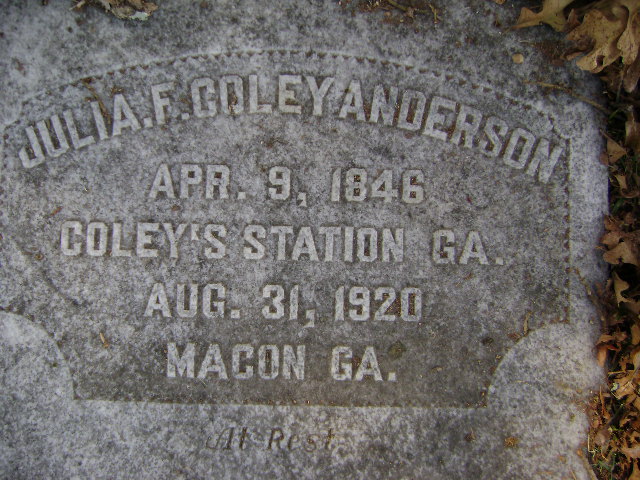 JULIA. F. COLEY ANDERSON
APR. 9, 1846
COLEY'S STATION GA.
AUG. 31, 1920
MACON GA.
At Rest